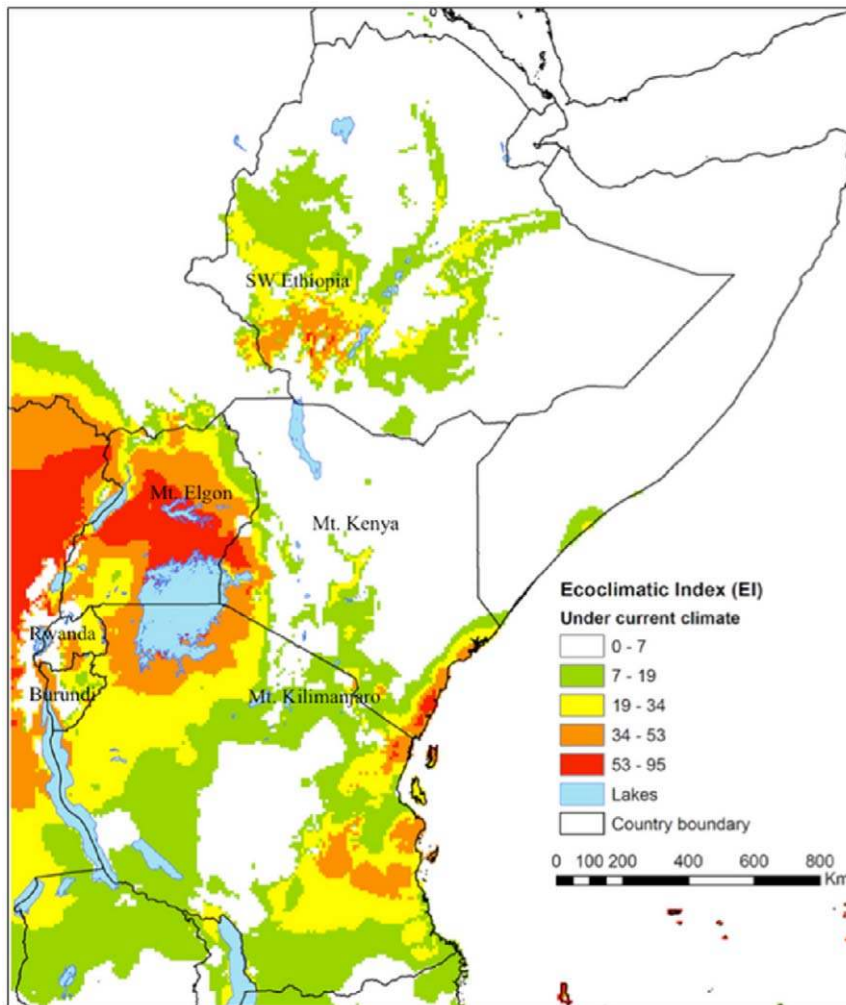 SW Ethiopia
Mt. Elgon
Mt. Kenya
Rwanda
Burundi
Mt. Kilimanjaro
Ecoclimatic Index (EI)
Under current climate
0 - 7
7 - 19
19 - 34
34 - 53
53 - 95
Lakes
Country boundary
0 100 200 400 600 800
Km